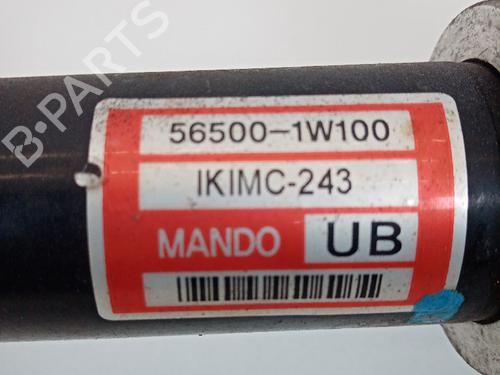 B-PARTS
56500-1W100
IKIMC-243
MANDO UB